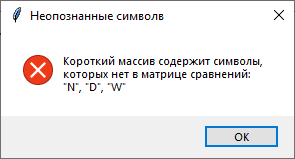 Неопознанные символв
Короткий массив содержит символы,
которых нет в матрице сравнений:
"N", "D", "W"
OK